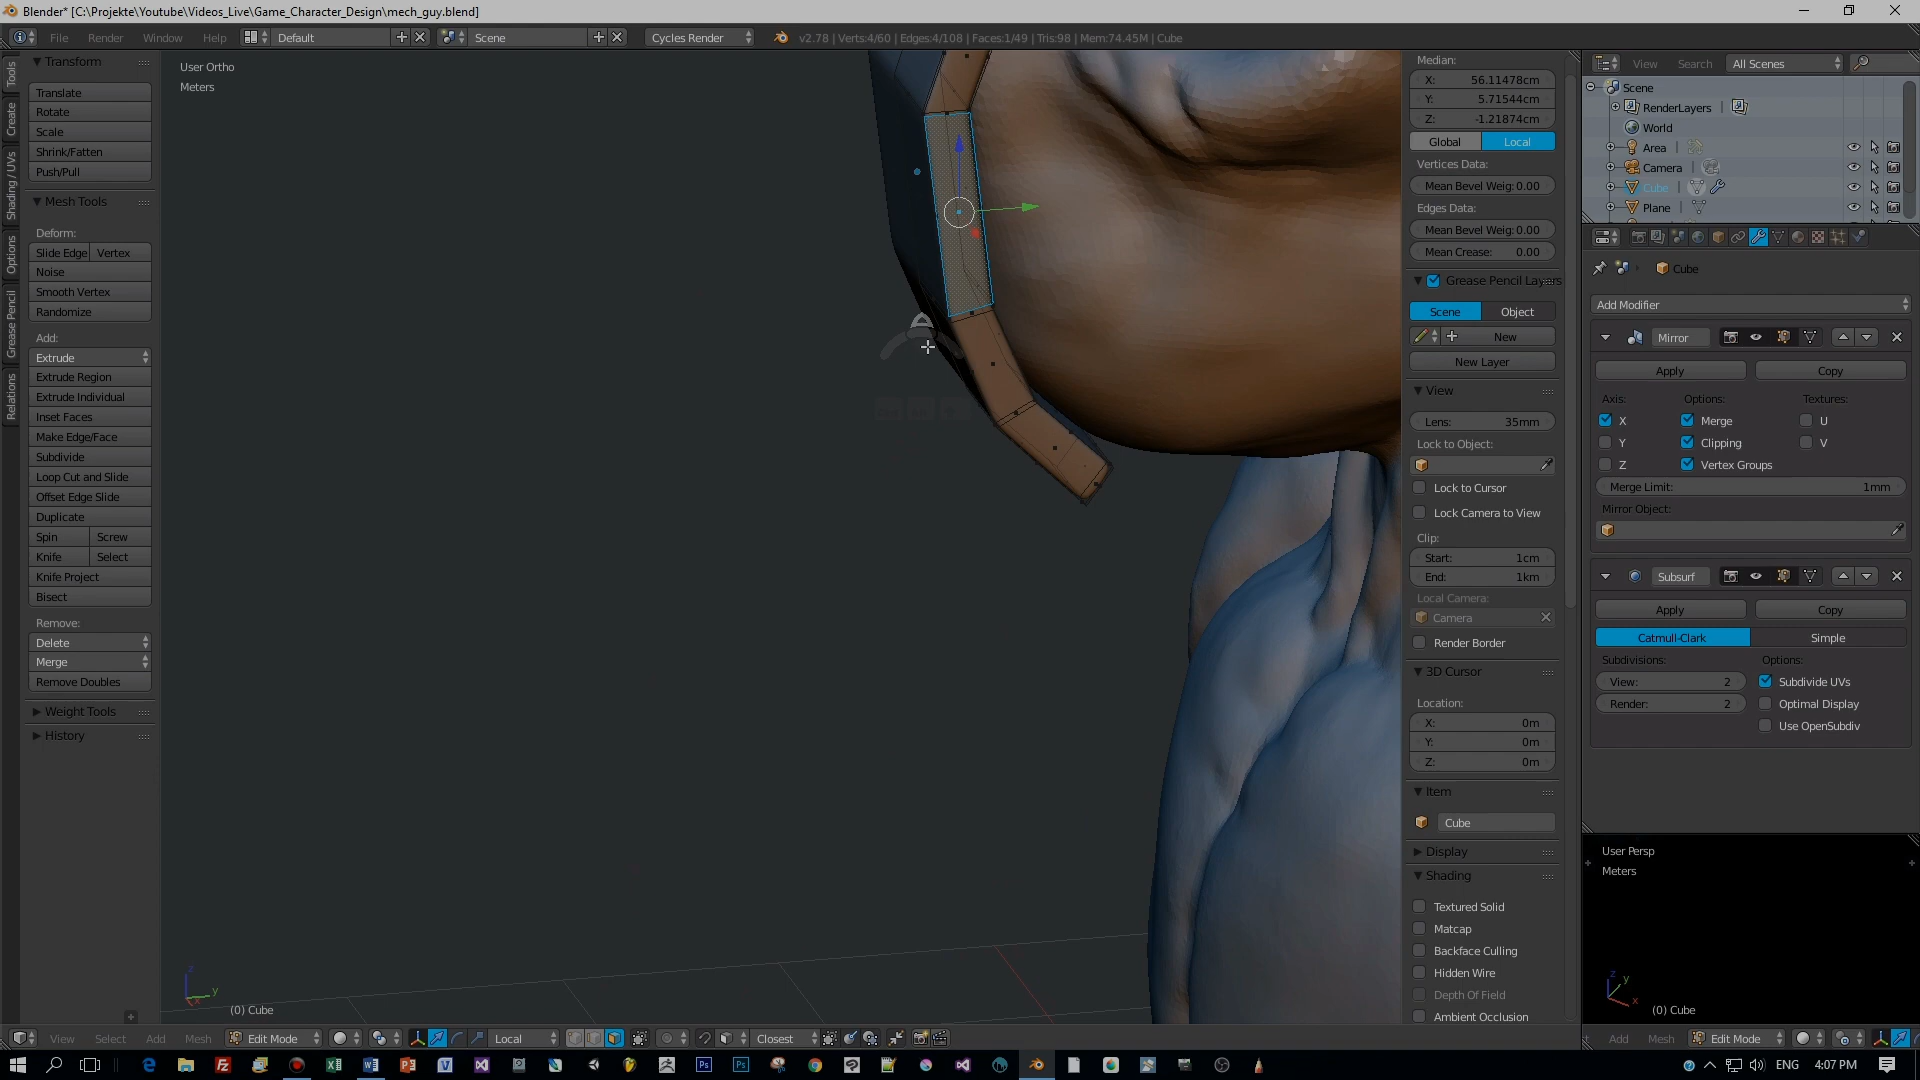 Blender* [C:\Projekte\Youtube\Videos_Live\Game_Character_Design\mech_guy.blend]
File Render Window Help Default Scene Cycles Render v2.78 | Verts:4/60 | Edges:4/108 | Faces:1/49 | Tris:98 | Mem:74.45M | Cube
Tools
Create
Shading / UVs
Options
Grease Pencil
Relations
Transform
Translate
Rotate
Scale
Shrink/Fatten
Push/Pull
Mesh Tools
Deform:
Slide Edge Vertex
Noise
Smooth Vertex
Randomize
Add:
Extrude
Extrude Region
Extrude Individual
Inset Faces
Make Edge/Face
Subdivide
Loop Cut and Slide
Offset Edge Slide
Duplicate
Spin Screw
Knife Select
Knife Project
Bisect
Remove:
Delete
Merge
Remove Doubles
Weight Tools
History
User Ortho
Meters
(0) Cube
Median:
X: 56.11478cm
Y: 5.71544cm
Z: -1.21874cm
Global Local
Vertices Data:
Mean Bevel Weig: 0.00
Edges Data:
Mean Bevel Weig: 0.00
Mean Crease: 0.00
Grease Pencil Layers
Scene Object
New
New Layer
View
Lens: 35mm
Lock to Object:
Lock to Cursor
Lock Camera to View
Clip:
Start: 1cm
End: 1km
Local Camera:
Camera
Render Border
3D Cursor
Location:
X: 0m
Y: 0m
Z: 0m
Item
Cube
Display
Shading
Textured Solid
Matcap
Backface Culling
Hidden Wire
Depth Of Field
Ambient Occlusion
View Search All Scenes
Scene
RenderLayers
World
Area
Camera
Cube
Plane
Cube
Add Modifier
Mirror
Apply Copy
Axis: Options: Textures:
X Merge U
Y Clipping V
Z Vertex Groups
Merge Limit: 1mm
Mirror Object:
Subsurf
Apply Copy
Catmull-Clark Simple
Subdivisions: Options:
View: 2 Subdivide UVs
Render: 2 Optimal Display
Use OpenSubdiv
User Persp
Meters
(0) Cube
View Select Add Mesh Edit Mode Local Closest
Add Mesh Edit Mode
ENG 4:07 PM